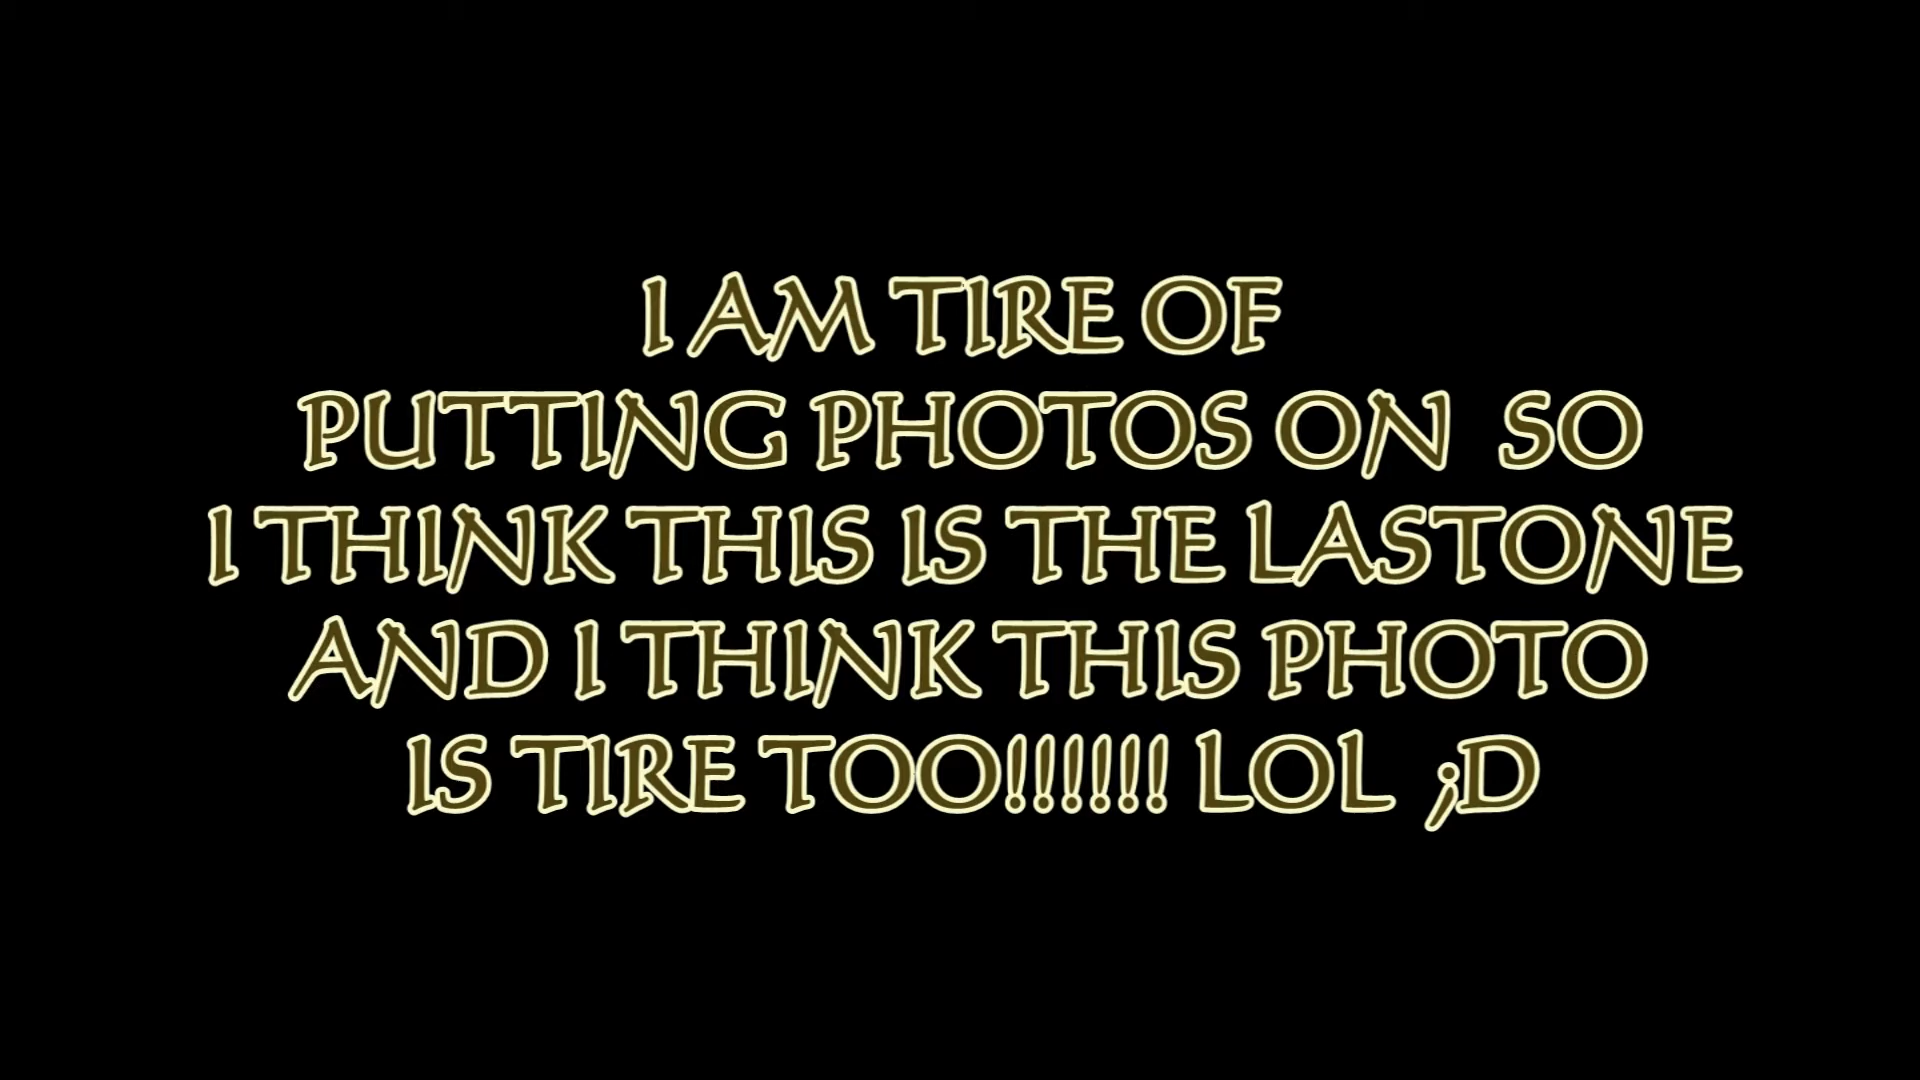 I AM TIRE OF
PUTTING PHOTOS ON  SO
I THINK THIS IS THE LASTONE
AND I THINK THIS PHOTO
IS TIRE TOO!!!!!! LOL ;D